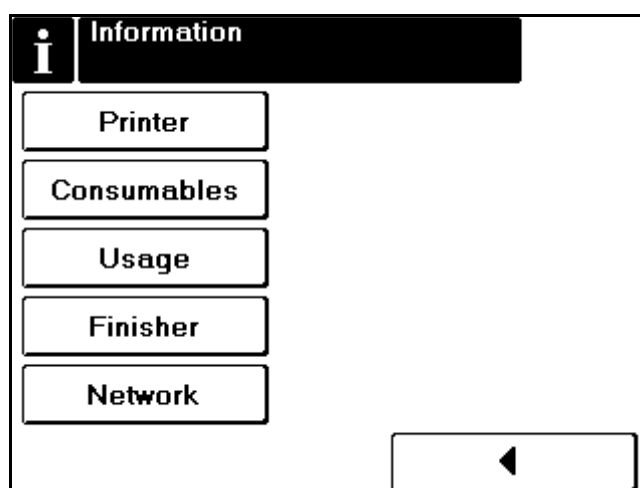 i
Information
Printer
Consumables
Usage
Finisher
Network